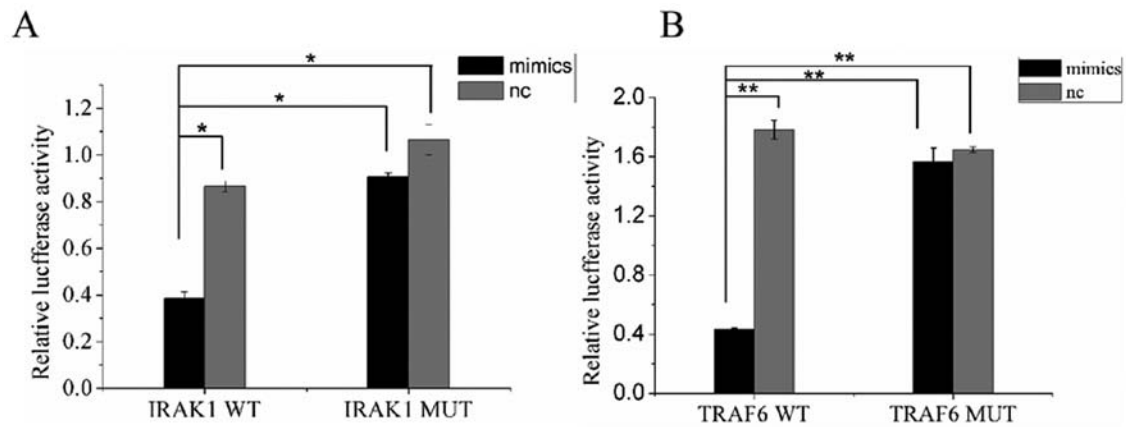 A
mimics
nc
*
*
*
Relative lucfferase activity
1.2
1.0
0.8
0.6
0.4
0.2
0.0
IRAK1 WT
IRAK1 MUT
B
mimics
nc
**
**
**
Relative lucfferase activity
2.0
1.6
1.2
0.8
0.4
0.0
TRAF6 WT
TRAF6 MUT